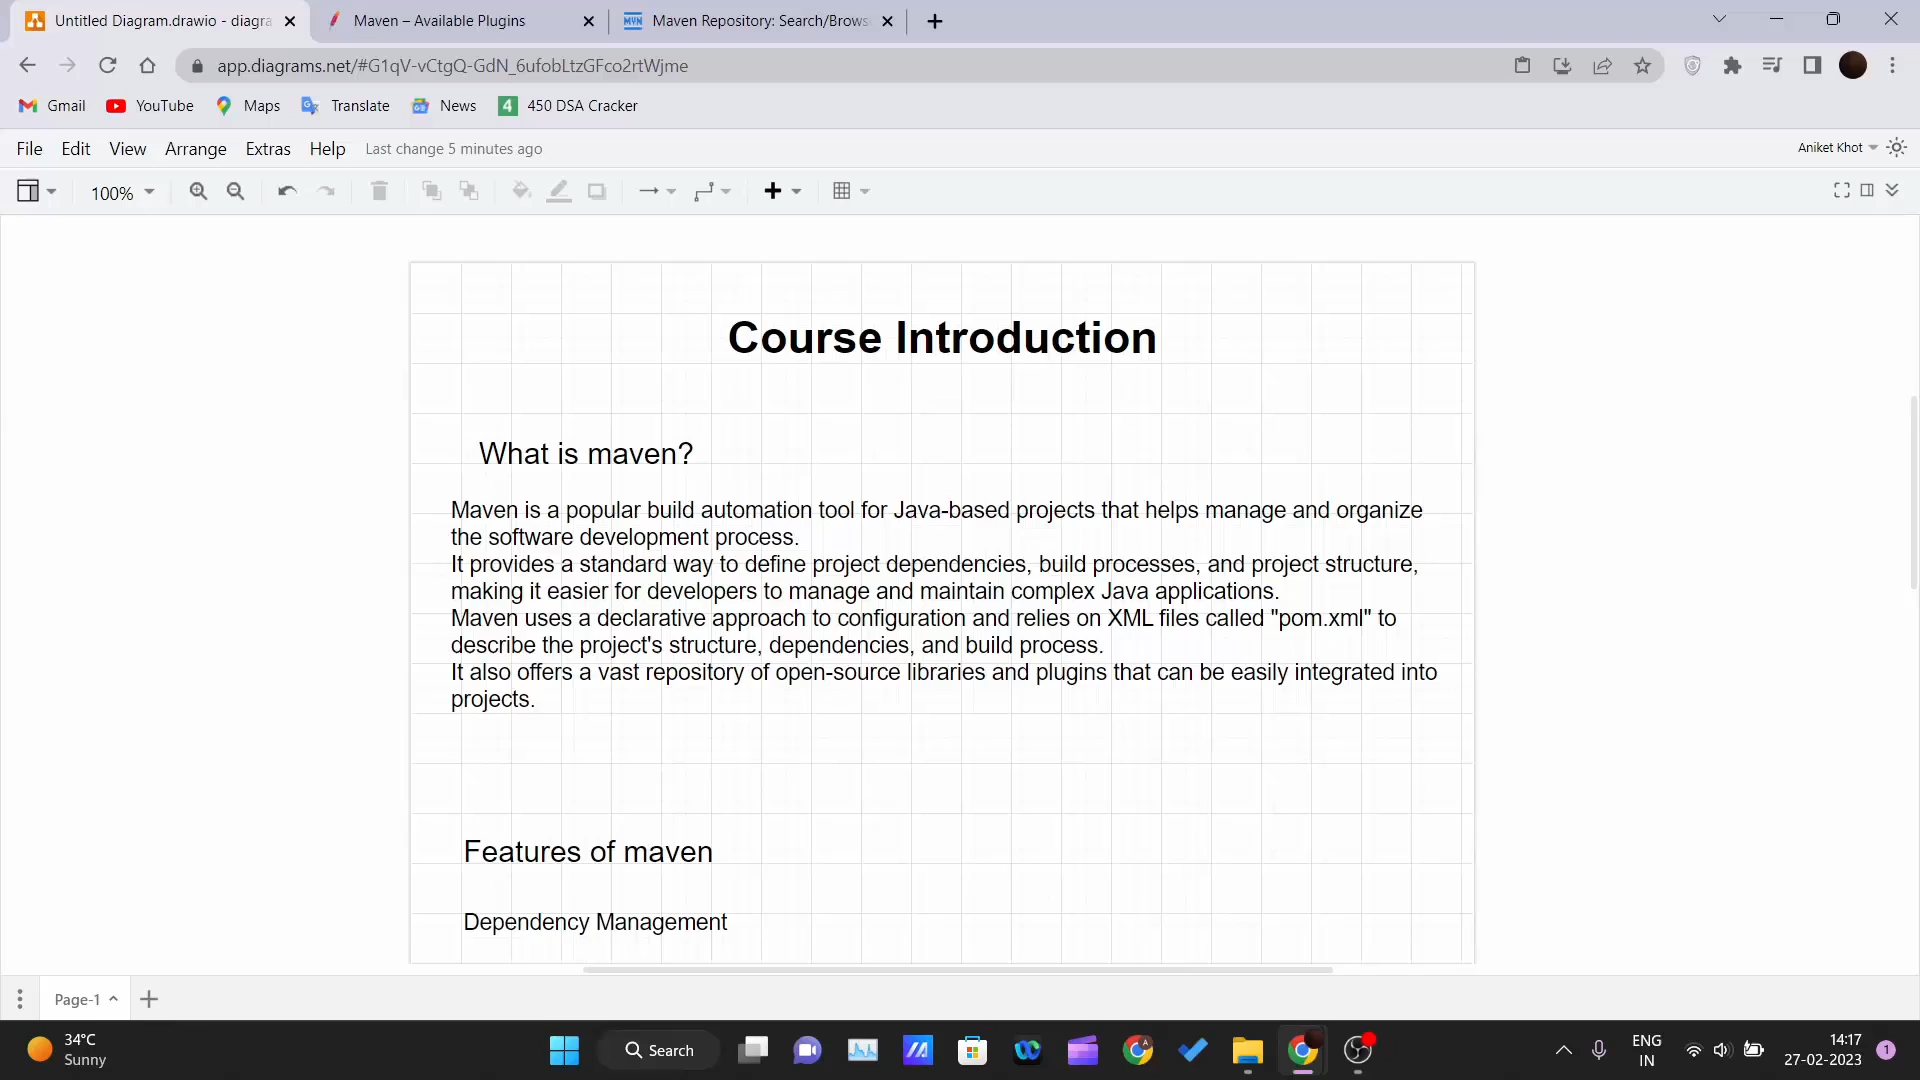 Untitled Diagram.drawio - diagra
Maven – Available Plugins
MVN
Maven Repository: Search/Brows
app.diagrams.net/#G1qV-vCtgQ-GdN_6ufobLtzGFco2rtWjme
Gmail
YouTube
Maps
Translate
News
4
450 DSA Cracker
File
Edit
View
Arrange
Extras
Help
Last change 5 minutes ago
Aniket Khot
100%
Course Introduction
What is maven?
Maven is a popular build automation tool for Java-based projects that helps manage and organize
the software development process.
It provides a standard way to define project dependencies, build processes, and project structure,
making it easier for developers to manage and maintain complex Java applications.
Maven uses a declarative approach to configuration and relies on XML files called "pom.xml" to
describe the project's structure, dependencies, and build process.
It also offers a vast repository of open-source libraries and plugins that can be easily integrated into
projects.
Features of maven
Dependency Management
Page-1
34°C
Sunny
Search
A
ENG
IN
14:17
27-02-2023
1